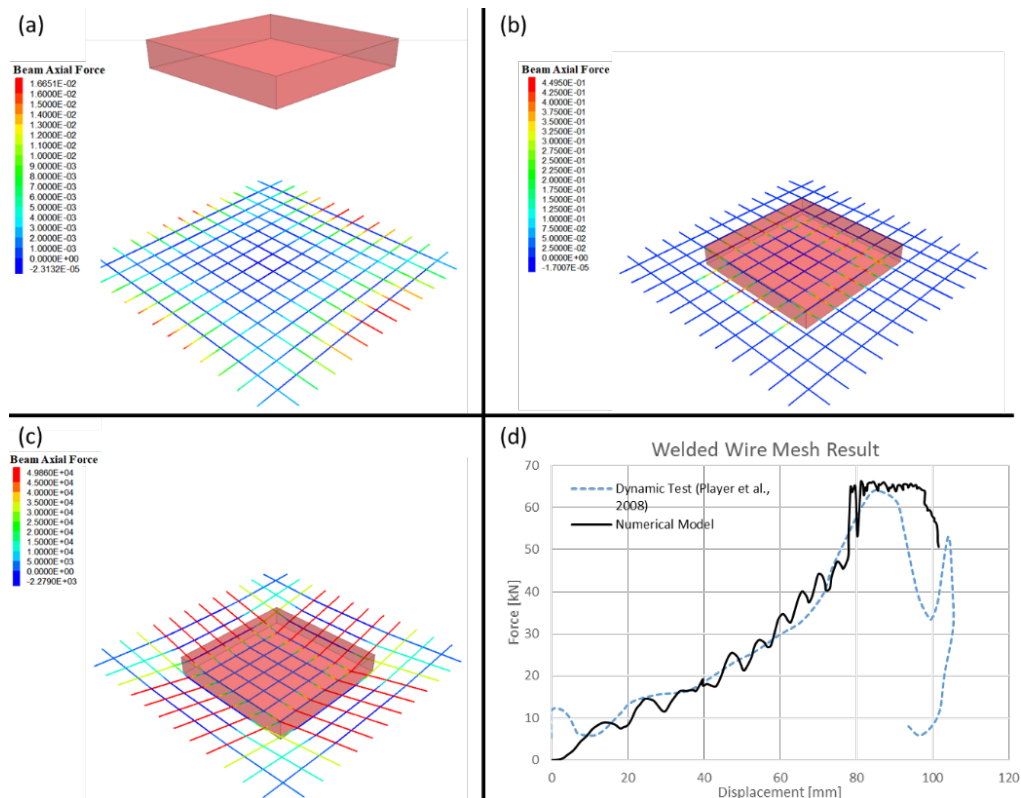 (a)
Beam Axial Force
1.6651E-02
1.6000E-02
1.5000E-02
1.4000E-02
1.3000E-02
1.2000E-02
1.1000E-02
1.0000E-02
9.0000E-03
8.0000E-03
7.0000E-03
6.0000E-03
5.0000E-03
4.0000E-03
3.0000E-03
2.0000E-03
1.0000E-03
0.0000E+00
-2.3132E-05
(b)
Beam Axial Force
4.4950E-01
4.2500E-01
4.0000E-01
3.7500E-01
3.5000E-01
3.2500E-01
3.0000E-01
2.7500E-01
2.5000E-01
2.2500E-01
2.0000E-01
1.7500E-01
1.5000E-01
1.2500E-01
1.0000E-01
7.5000E-02
5.0000E-02
2.5000E-02
0.0000E+00
-1.7007E-05
(c)
Beam Axial Force
4.9860E+04
4.5000E+04
4.0000E+04
3.5000E+04
3.0000E+04
2.5000E+04
2.0000E+04
1.5000E+04
1.0000E+04
5.0000E+03
0.0000E+00
-2.2790E+03
(d)
Welded Wire Mesh Result
Dynamic Test (Player et al.,
2008)
Numerical Model
Force [kN]
70
60
50
40
30
20
10
0
0 20 40 60 80 100 120
Displacement [mm]